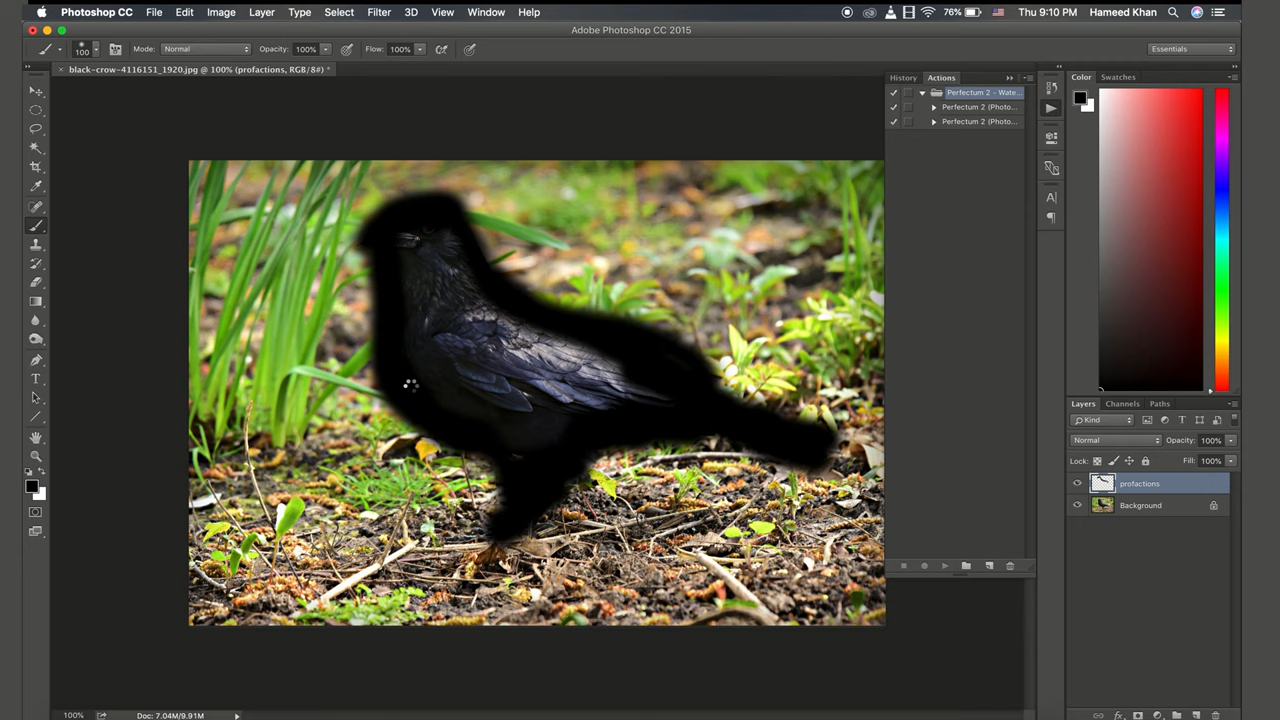 Photoshop CC File Edit Image Layer Type Select Filter 3D View Window Help 76% Thu 9:10 PM Hameed Khan
Adobe Photoshop CC 2015
100 Mode: Normal Opacity: 100% Flow: 100% Essentials
× black-crow-4116151_1920.jpg @ 100% (profactions, RGB/8#) *
History Actions
Color Swatches
Perfectum 2 - Wate...
Perfectum 2 (Photo...
Perfectum 2 (Photo...
Layers Channels Paths
Kind
Normal Opacity: 100%
Lock: Fill: 100%
profactions
Background
100% Doc: 7.04M/9.91M